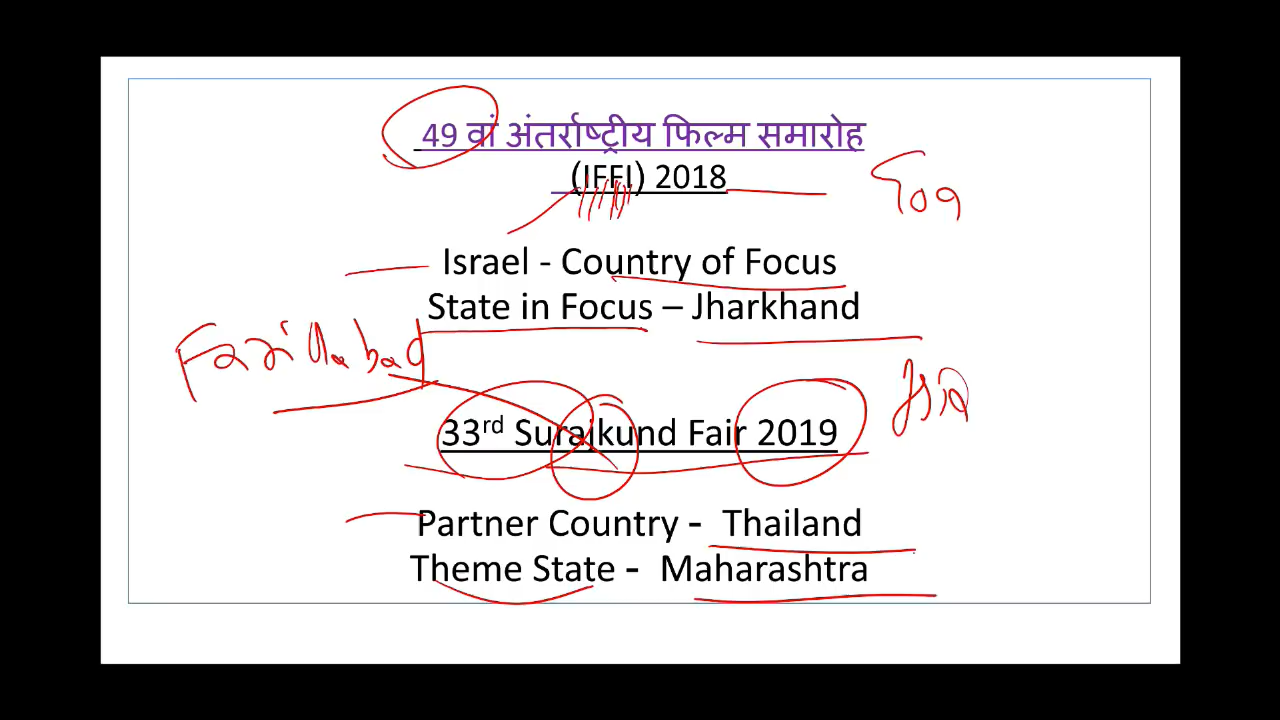 49 वां अंतर्राष्ट्रीय फिल्म समारोह
(IFFI) 2018
Goa
Israel - Country of Focus
State in Focus – Jharkhand
Faridabad
33rd Surajkund Fair 2019
Partner Country - Thailand
Theme State - Maharashtra